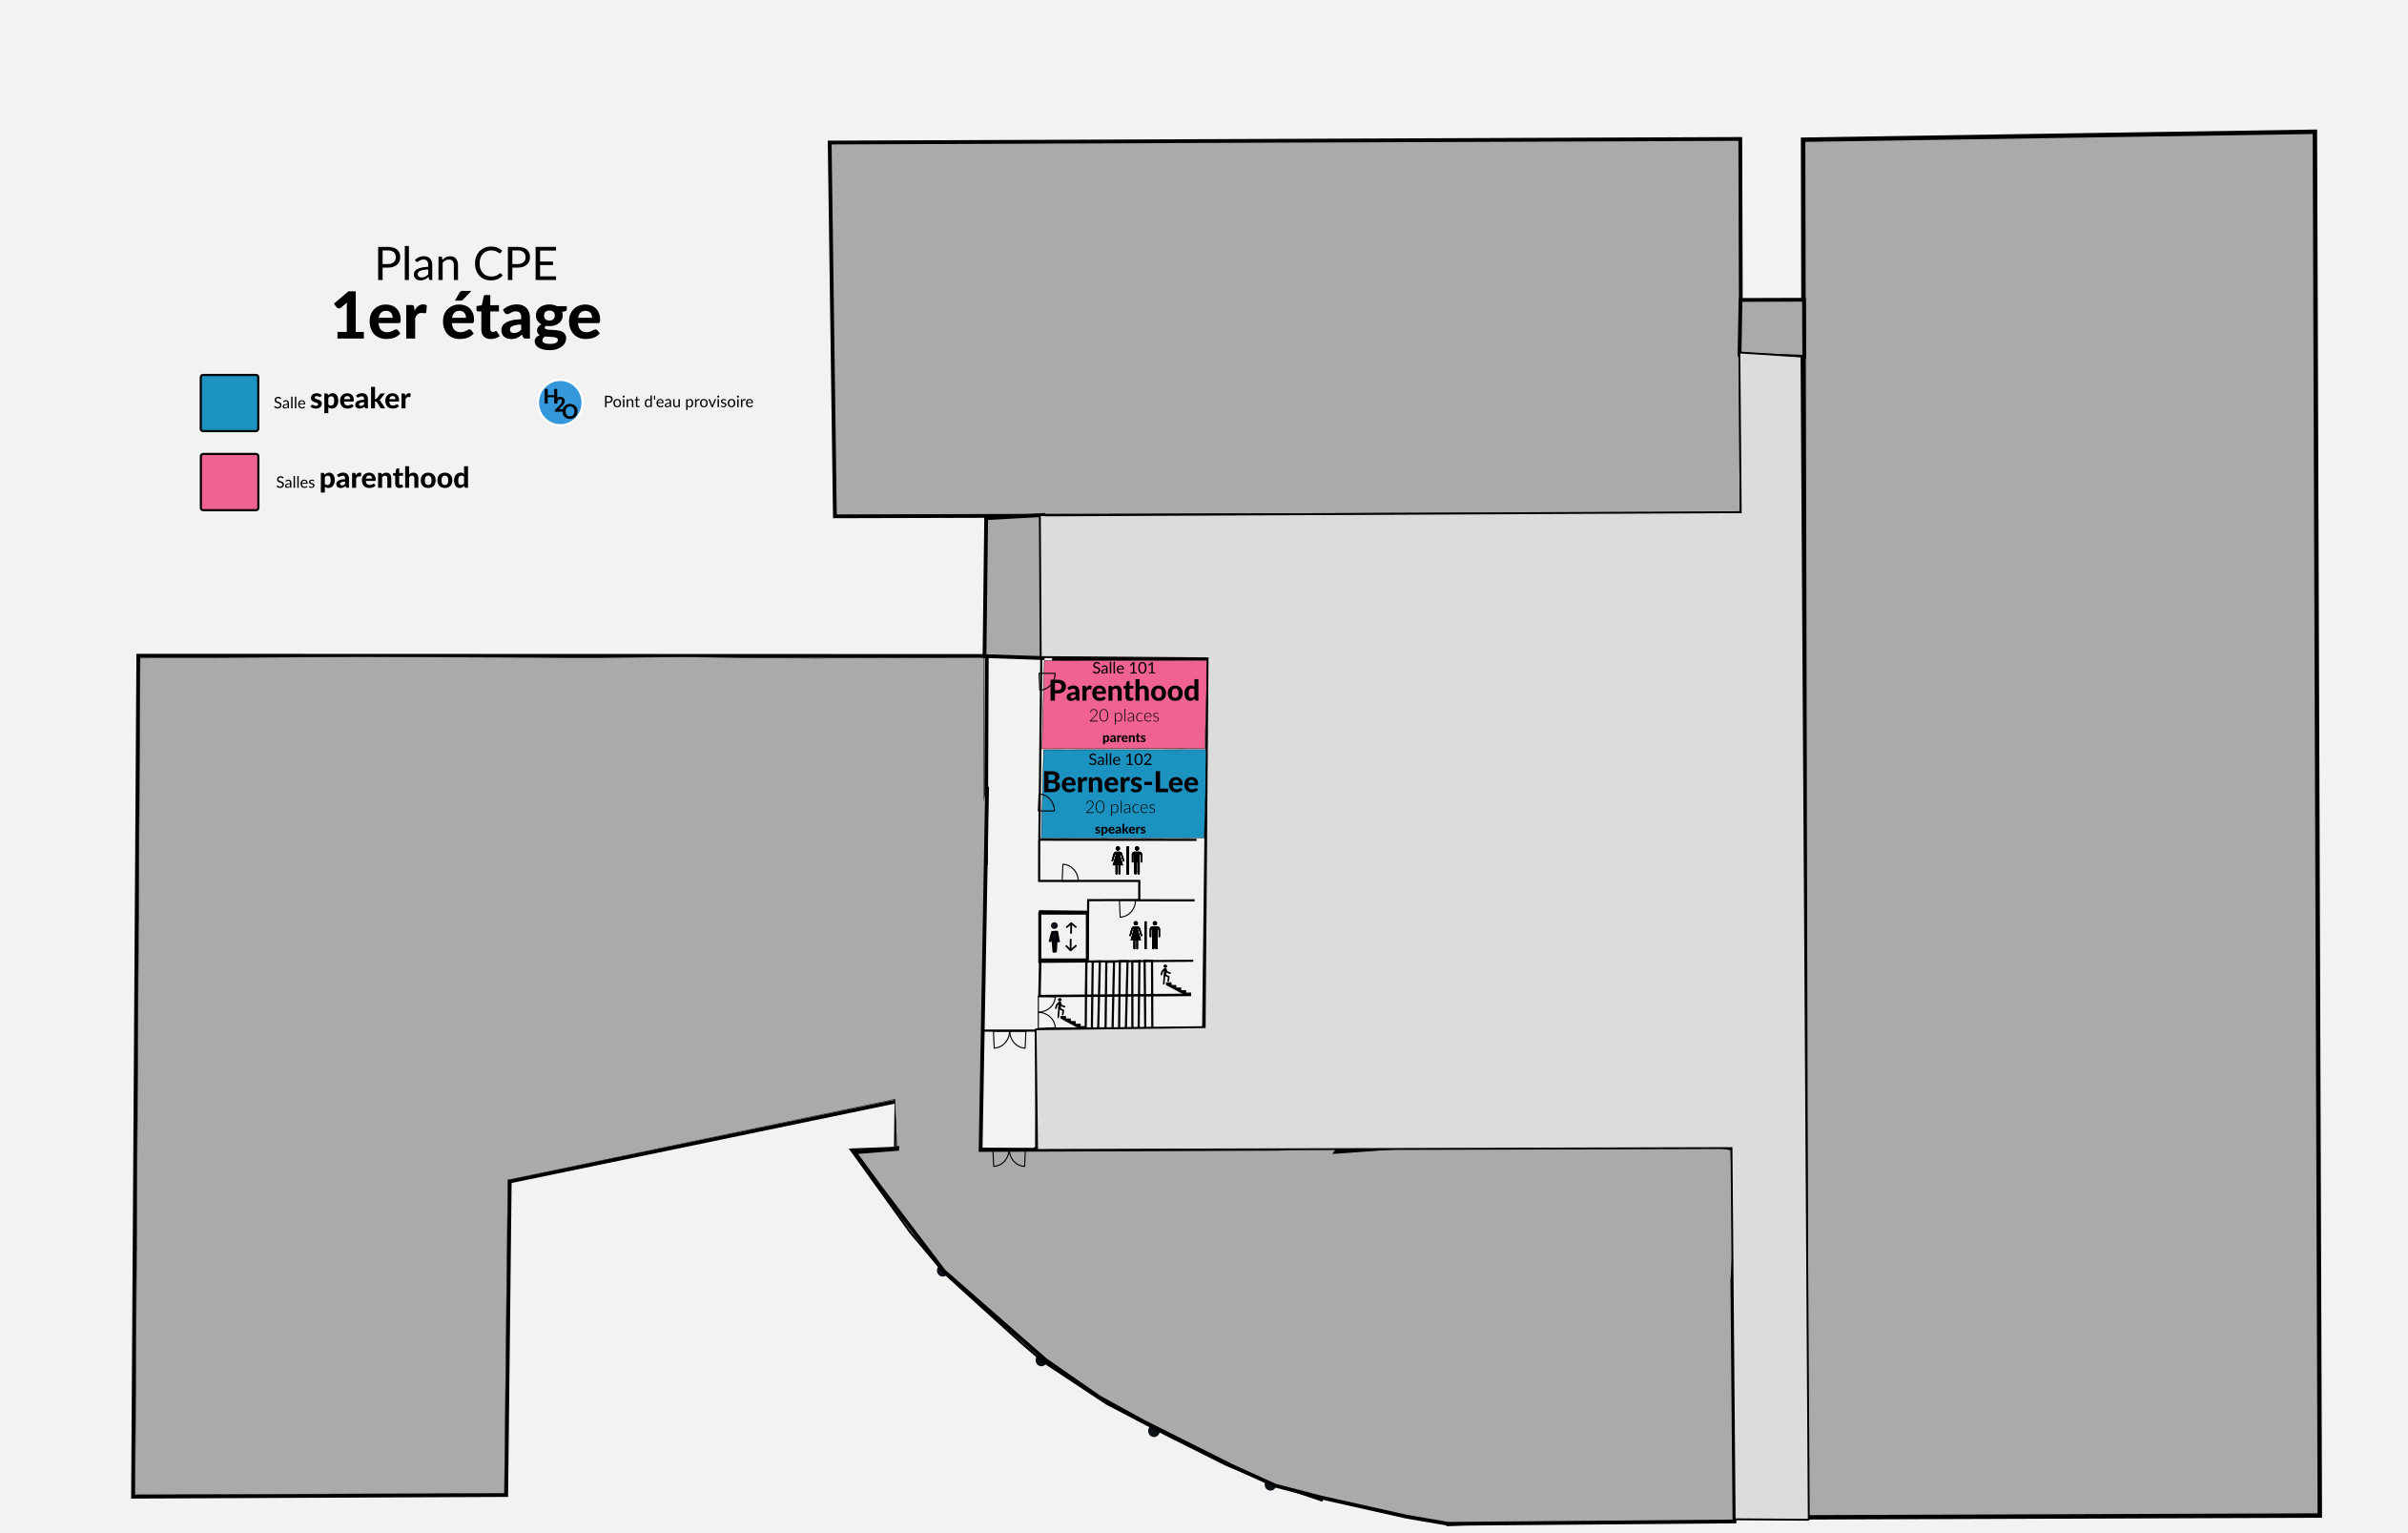 Plan CPE
1er étage
Salle speaker
H2O
Point d'eau provisoire
Salles parenthood
Salle 101
Parenthood
20 places
parents
Salle 102
Berners-Lee
20 places
speakers